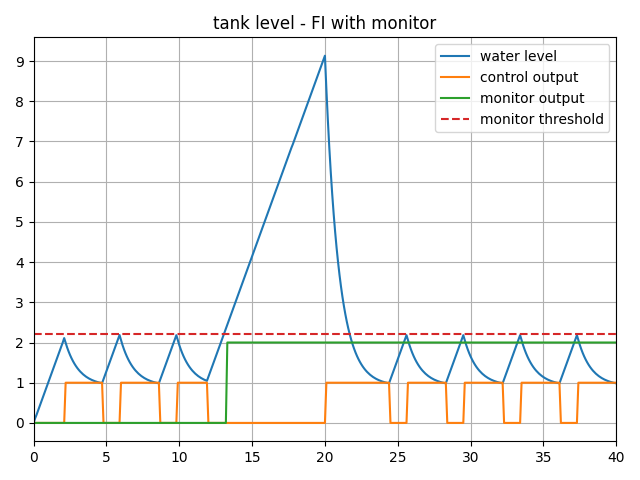 tank level - FI with monitor
water level
control output
monitor output
monitor threshold
9
8
7
6
5
4
3
2
1
0
0 5 10 15 20 25 30 35 40